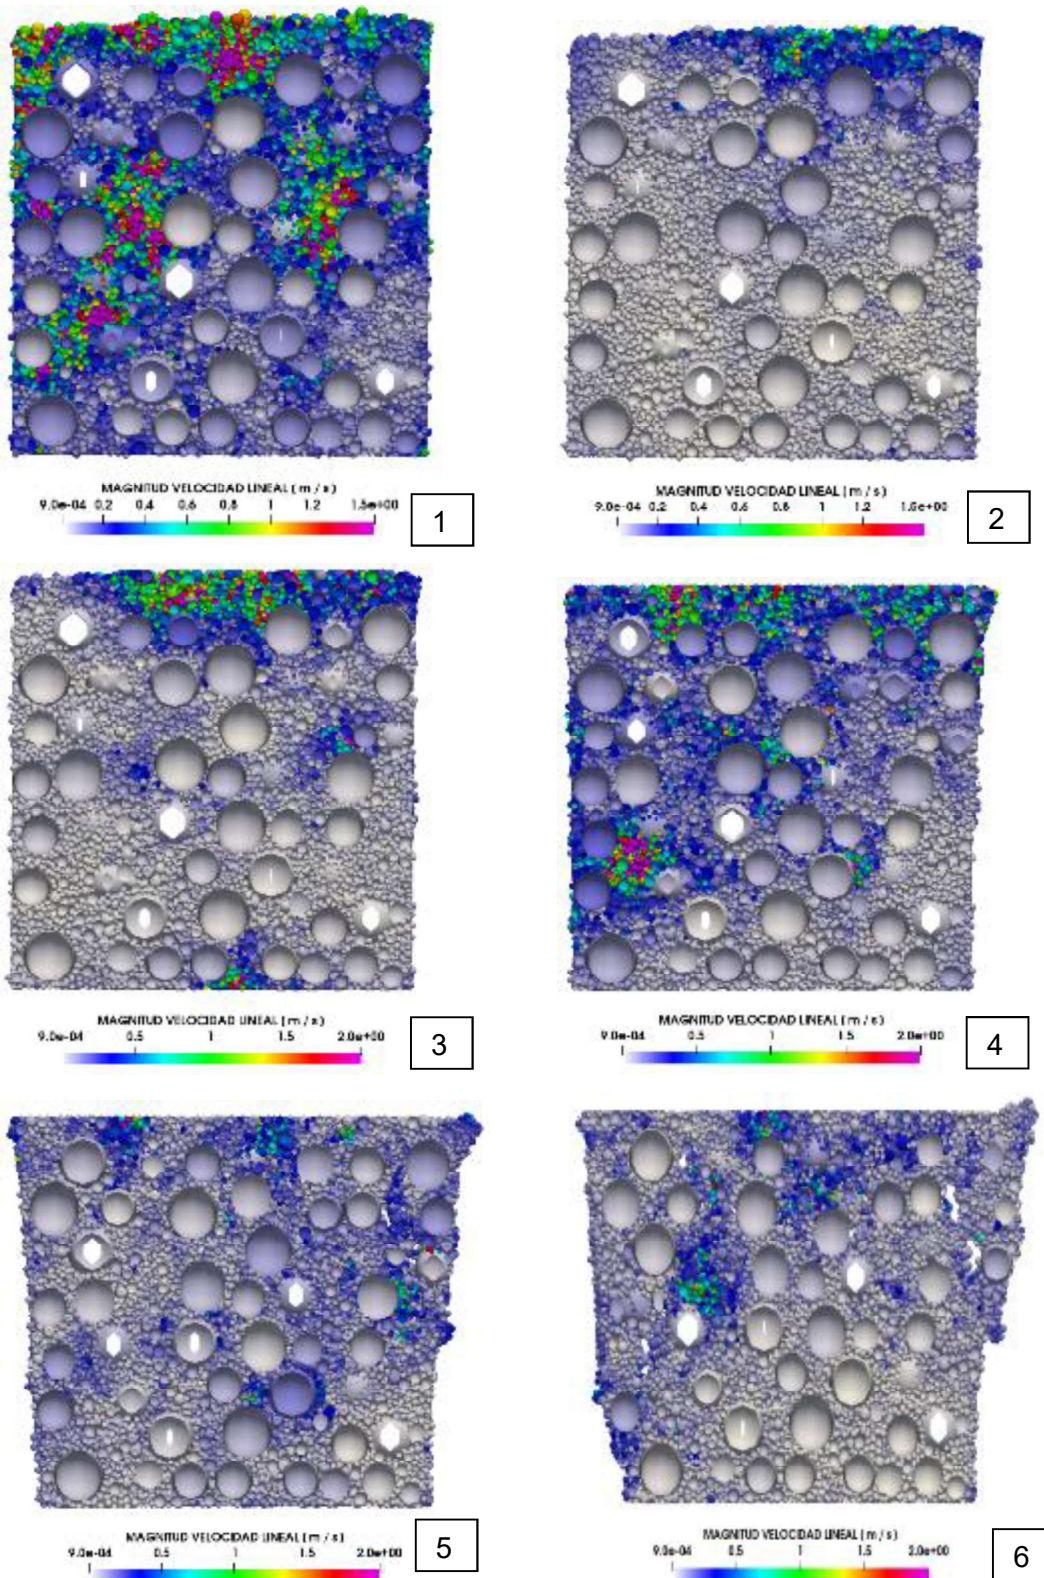 MAGNITUD VELOCIDAD LINEAL ( m / s )
9.0e-04 0.2 0.4 0.6 0.8 1 1.2 1.5e+00
1
MAGNITUD VELOCIDAD LINEAL ( m / s )
9.0e-04 0.2 0.4 0.6 0.8 1 1.2 1.5e+00
2
MAGNITUD VELOCIDAD LINEAL ( m / s )
9.0e-04 0.5 1 1.5 2.0e+00
3
MAGNITUD VELOCIDAD LINEAL ( m / s )
9.0e-04 0.5 1 1.5 2.0e+00
4
MAGNITUD VELOCIDAD LINEAL ( m / s )
9.0e-04 0.5 1 1.5 2.0e+00
5
MAGNITUD VELOCIDAD LINEAL ( m / s )
9.0e-04 0.5 1 1.5 2.0e+00
6